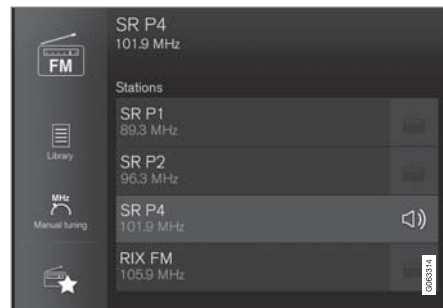 FM
Library
MHz
Manual tuning
SR P4
101.9 MHz
Stations
SR P1
89.3 MHz
SR P2
96.3 MHz
SR P4
101.9 MHz
RIX FM
105.9 MHz
G063314